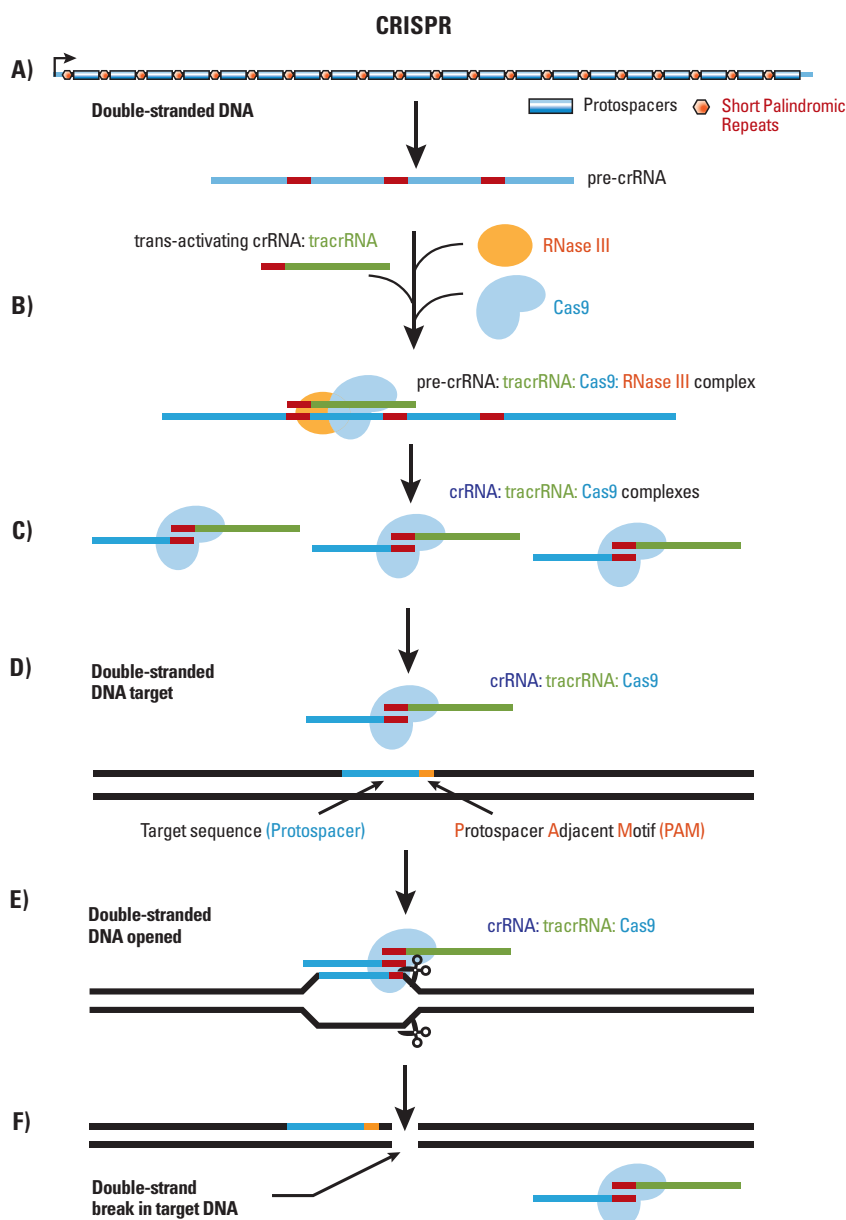 CRISPR
A)
Double-stranded DNA
Protospacers
Short Palindromic
Repeats
pre-crRNA
trans-activating crRNA: tracrRNA
RNase III
B)
Cas9
pre-crRNA: tracrRNA: Cas9: RNase III complex
crRNA: tracrRNA: Cas9 complexes
C)
D)
Double-stranded
DNA target
crRNA: tracrRNA: Cas9
Target sequence (Protospacer)
Protospacer Adjacent Motif (PAM)
E)
Double-stranded
DNA opened
crRNA: tracrRNA: Cas9
F)
Double-strand
break in target DNA